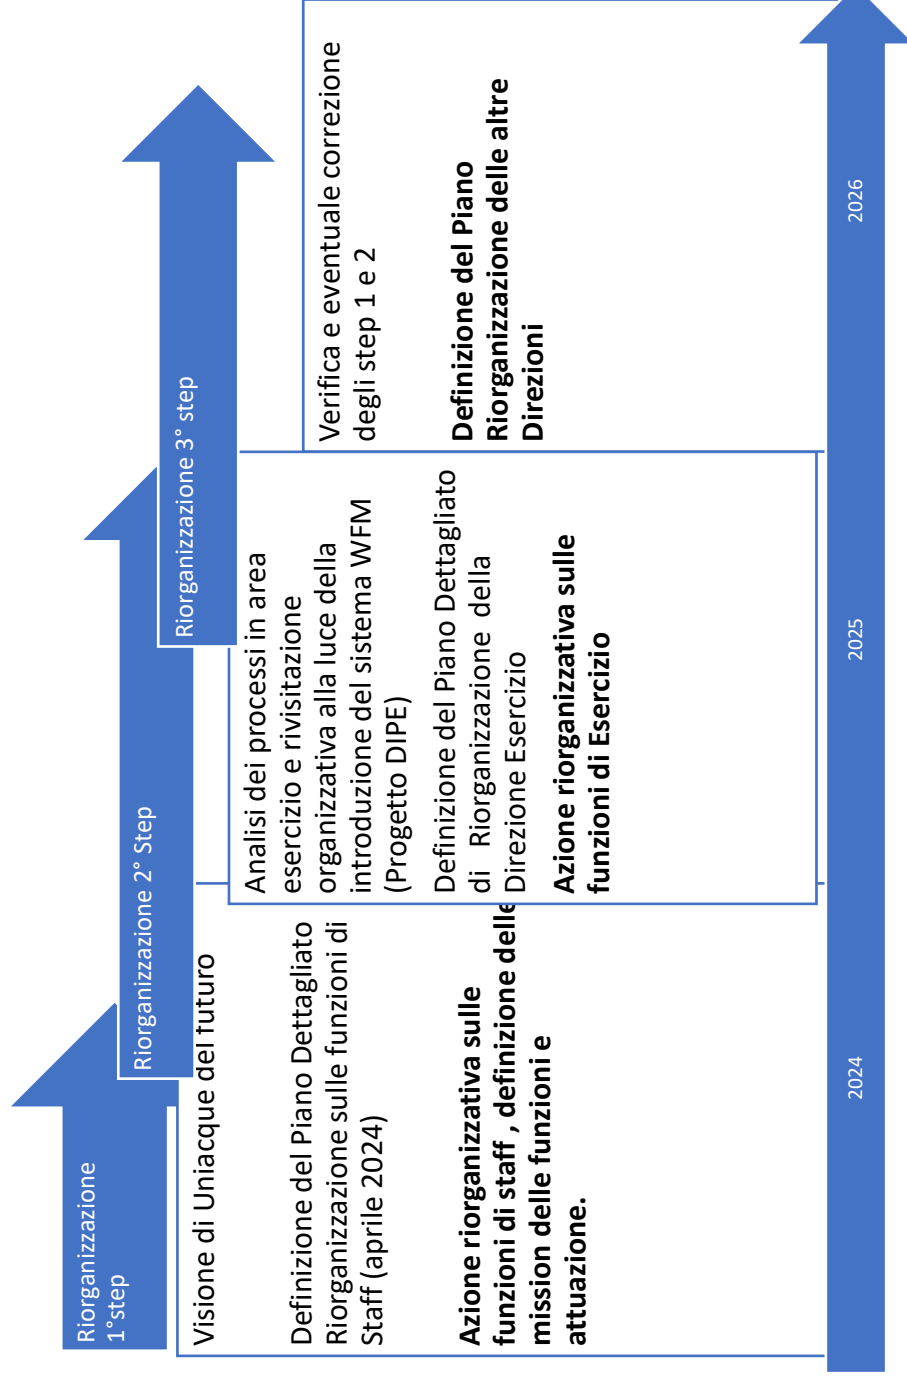 Riorganizzazione
1°step
Visione di Uniacque del futuro
Definizione del Piano Dettagliato
Riorganizzazione sulle funzioni di
Staff (aprile 2024)
Azione riorganizzativa sulle
funzioni di staff , definizione delle
mission delle funzioni e
attuazione.
Riorganizzazione 2° Step
Analisi dei processi in area
esercizio e rivisitazione
organizzativa alla luce della
introduzione del sistema WFM
(Progetto DIPE)
Definizione del Piano Dettagliato
di Riorganizzazione della
Direzione Esercizio
Azione riorganizzativa sulle
funzioni di Esercizio
Riorganizzazione 3° step
Verifica e eventuale correzione
degli step 1 e 2
Definizione del Piano
Riorganizzazione delle altre
Direzioni
2024
2025
2026